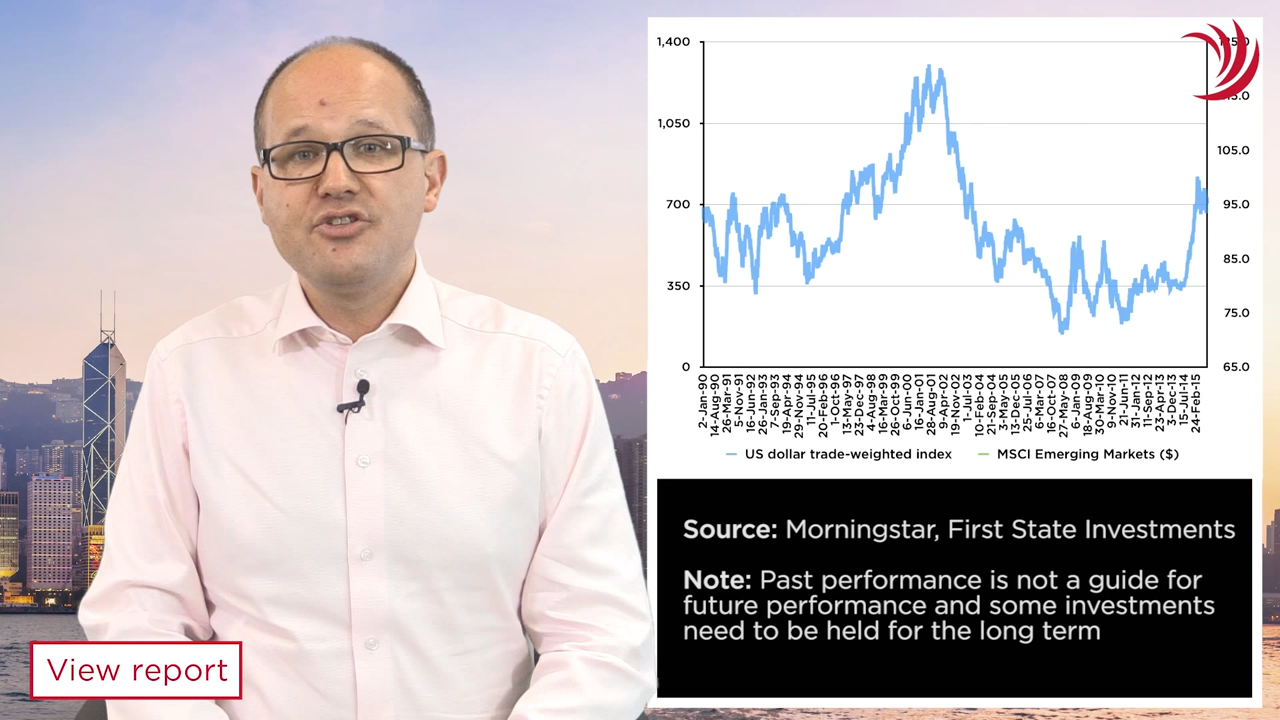 1,400
1,050
700
350
0
105.0
95.0
85.0
75.0
65.0
2-Jan-90
14-Aug-90
26-Mar-91
5-Nov-91
16-Jun-92
26-Jan-93
7-Sep-93
19-Apr-94
29-Nov-94
11-Jul-95
20-Feb-96
1-Oct-96
13-May-97
23-Dec-97
4-Aug-98
16-Mar-99
26-Oct-99
6-Jun-00
16-Jan-01
28-Aug-01
9-Apr-02
19-Nov-02
1-Jul-03
10-Feb-04
21-Sep-04
3-May-05
13-Dec-05
25-Jul-06
6-Mar-07
16-Oct-07
27-May-08
6-Jan-09
18-Aug-09
30-Mar-10
9-Nov-10
21-Jun-11
31-Jan-12
11-Sep-12
23-Apr-13
3-Dec-13
15-Jul-14
24-Feb-15
US dollar trade-weighted index
MSCI Emerging Markets ($)
Source: Morningstar, First State Investments
Note: Past performance is not a guide for
future performance and some investments
need to be held for the long term
View report